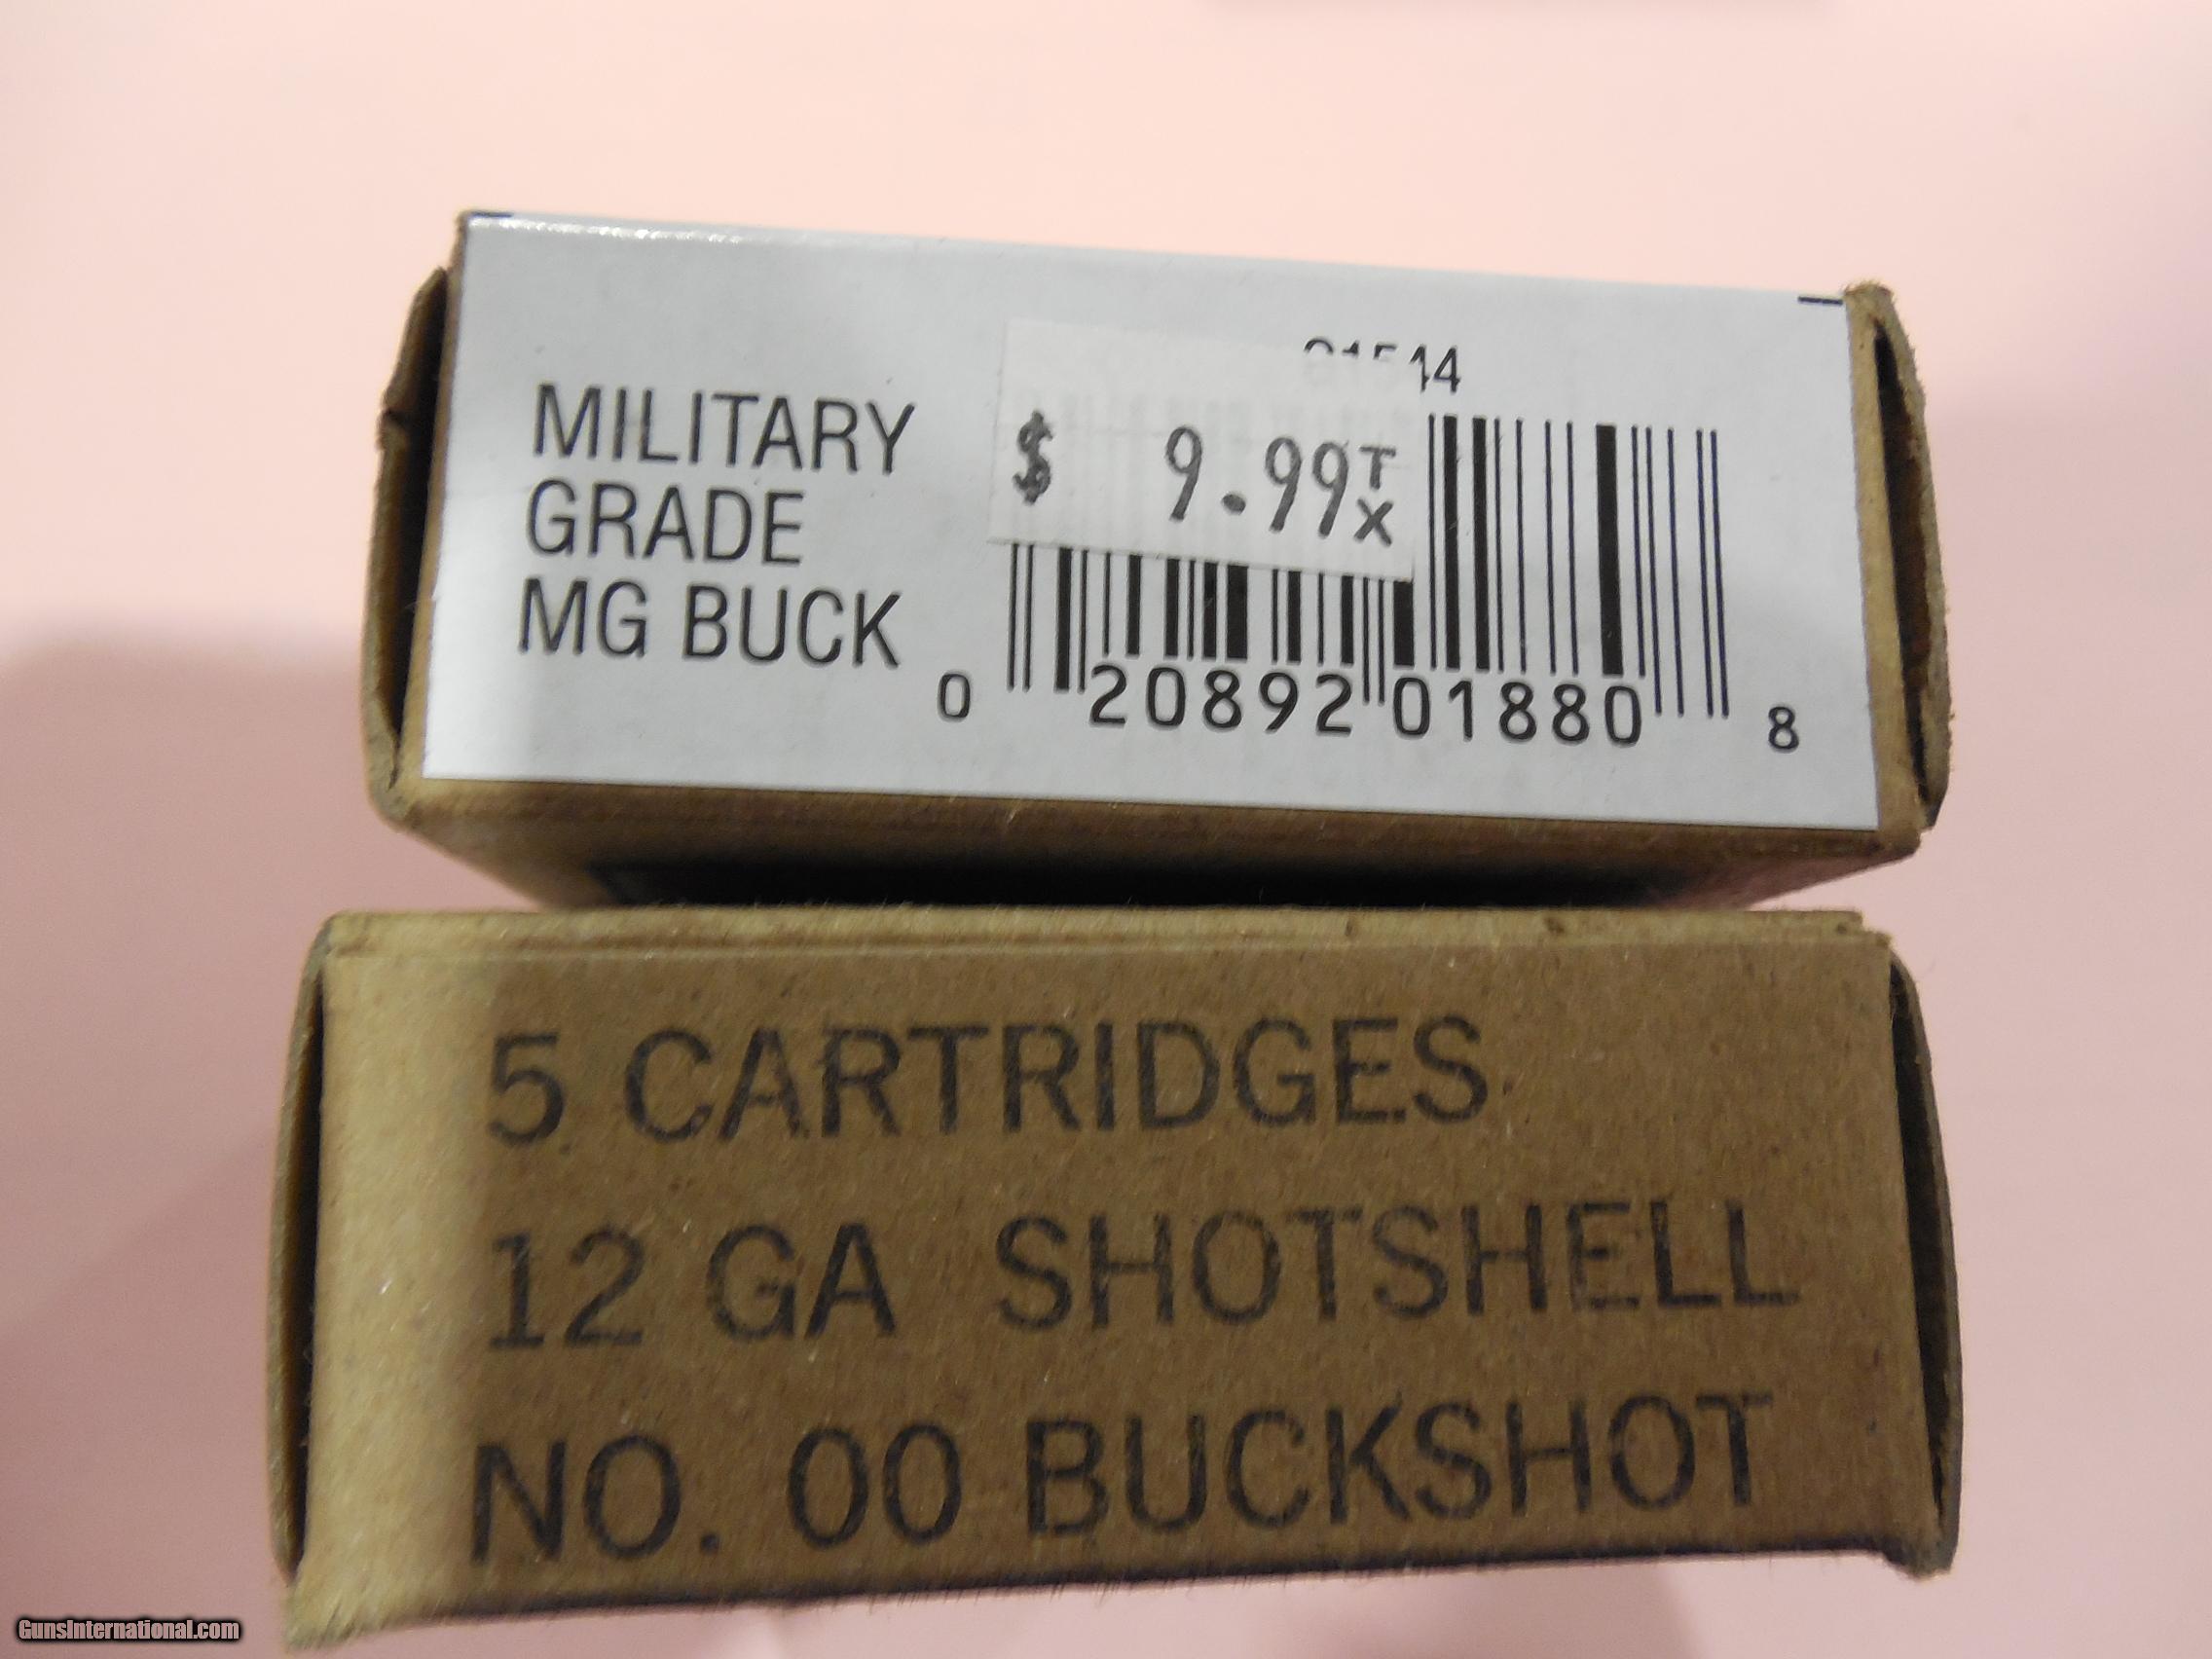 MILITARY
GRADE
MG BUCK
$ 9.99 TX
0 20892 01880 8
5 CARTRIDGES
12 GA SHOTSHELL
NO. 00 BUCKSHOT
GunsInternational.com